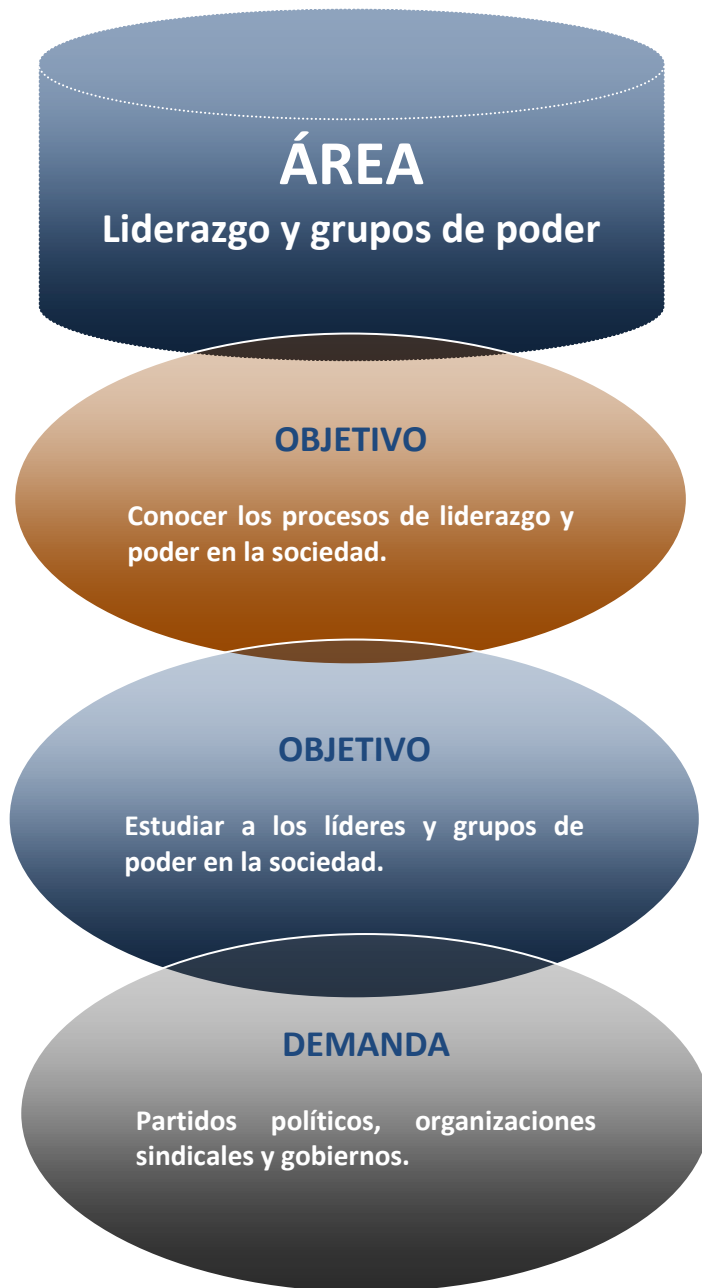 ÁREA
Liderazgo y grupos de poder
OBJETIVO
Conocer los procesos de liderazgo y
poder en la sociedad.
OBJETIVO
Estudiar a los líderes y grupos de
poder en la sociedad.
DEMANDA
Partidos políticos, organizaciones
sindicales y gobiernos.